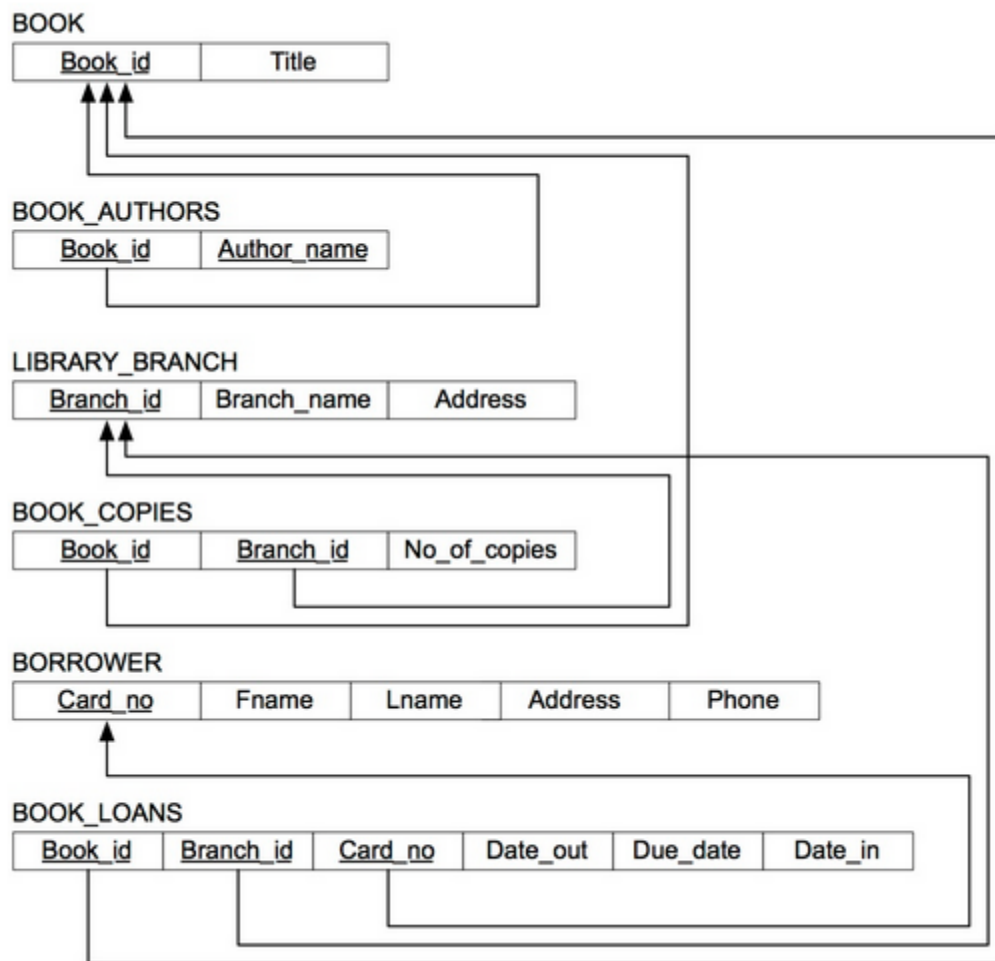 BOOK
Book_id Title
BOOK_AUTHORS
Book_id Author_name
LIBRARY_BRANCH
Branch_id Branch_name Address
BOOK_COPIES
Book_id Branch_id No_of_copies
BORROWER
Card_no Fname Lname Address Phone
BOOK_LOANS
Book_id Branch_id Card_no Date_out Due_date Date_in